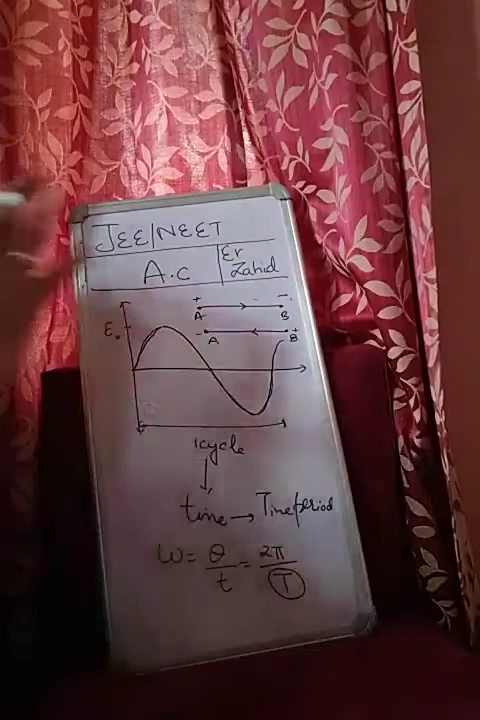 JEE/NEET
A.C
Er
Zahid
+ -
A B
E₀
- A B +
1cycle
time → Timeperiod
W = θ/t = 2π/T